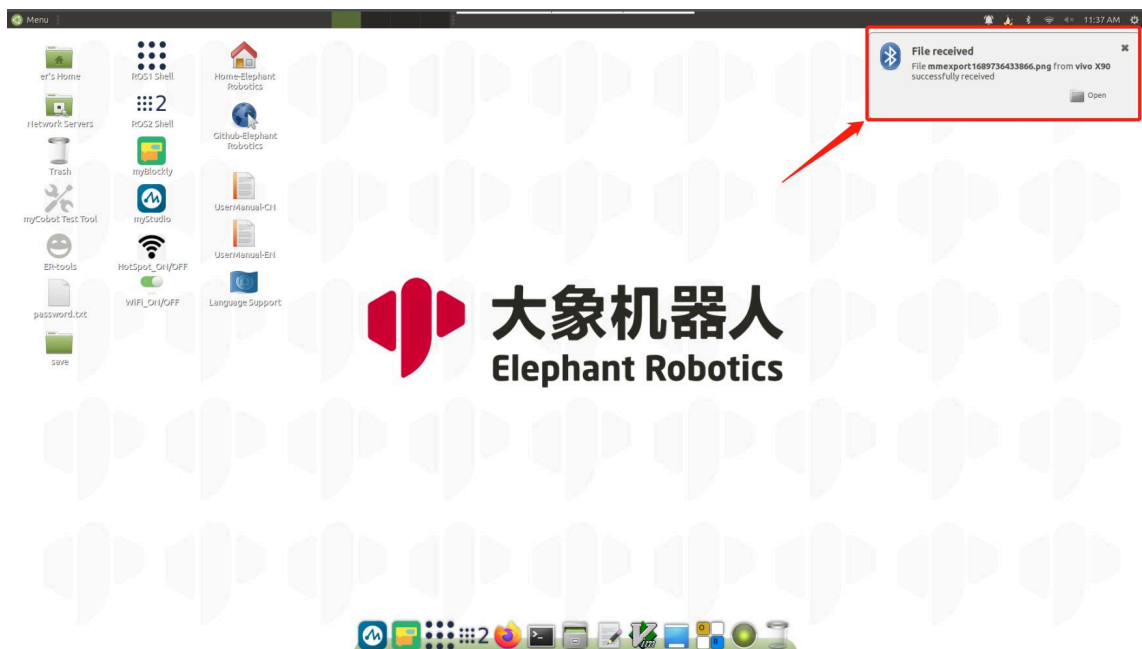 Menu
11:37 AM
File received
File mmexport1689736433866.png from vivo X90
successfully received
Open
er's Home
ROS1 Shell
Home-Elephant
Robotics
2
Network Servers
ROS2 Shell
Github-Elephant
Robotics
Trash
myBlockly
myCobot Test Tool
myStudio
UserManual-CN
ER-tools
HotSpot_ON/OFF
UserManual-EN
password.txt
WiFi_ON/OFF
Language Support
save
大象机器人
Elephant Robotics
2